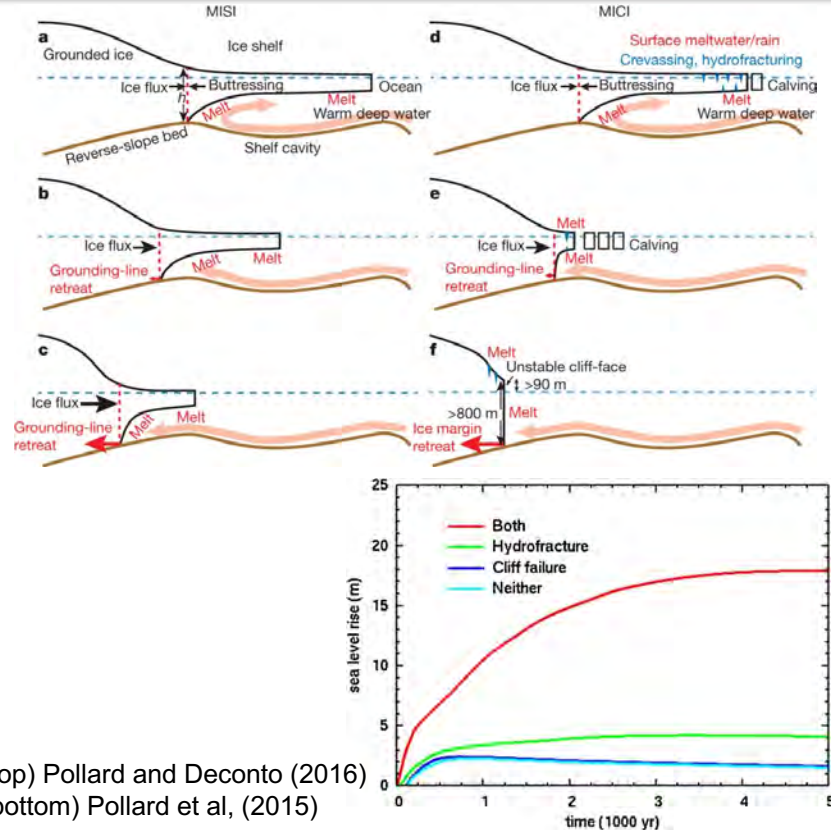 MISI
a
Grounded ice
Ice shelf
Ice flux
Buttressing
Ocean
h
Melt
Melt
Warm deep water
Reverse-slope bed
Shelf cavity
b
Ice flux
Melt
Melt
Grounding-line
retreat
c
Ice flux
Melt
Melt
Grounding-line
retreat
MICI
d
Surface meltwater/rain
Crevassing, hydrofracturing
Ice flux
Buttressing
Calving
Melt
Melt
Warm deep water
e
Melt
Ice flux
Calving
Melt
Grounding-line
retreat
f
Melt
Unstable cliff-face
>90 m
>800 m
Melt
Ice margin
retreat
25
20
15
10
5
0
sea level rise (m)
Both
Hydrofracture
Cliff failure
Neither
0 1 2 3 4 5
time (1000 yr)
op) Pollard and Deconto (2016)
bottom) Pollard et al, (2015)